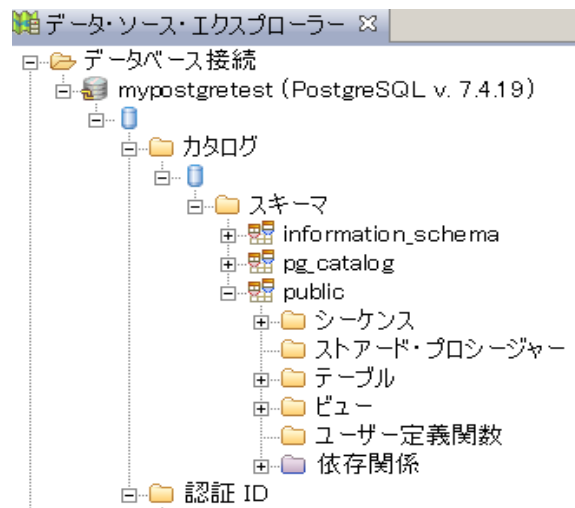 データ・ソース・エクスプローラー
データベース接続
mypostgretest (PostgreSQL v. 7.4.19)
カタログ
スキーマ
information_schema
pg_catalog
public
シーケンス
ストアード・プロシージャー
テーブル
ビュー
ユーザー定義関数
依存関係
認証 ID